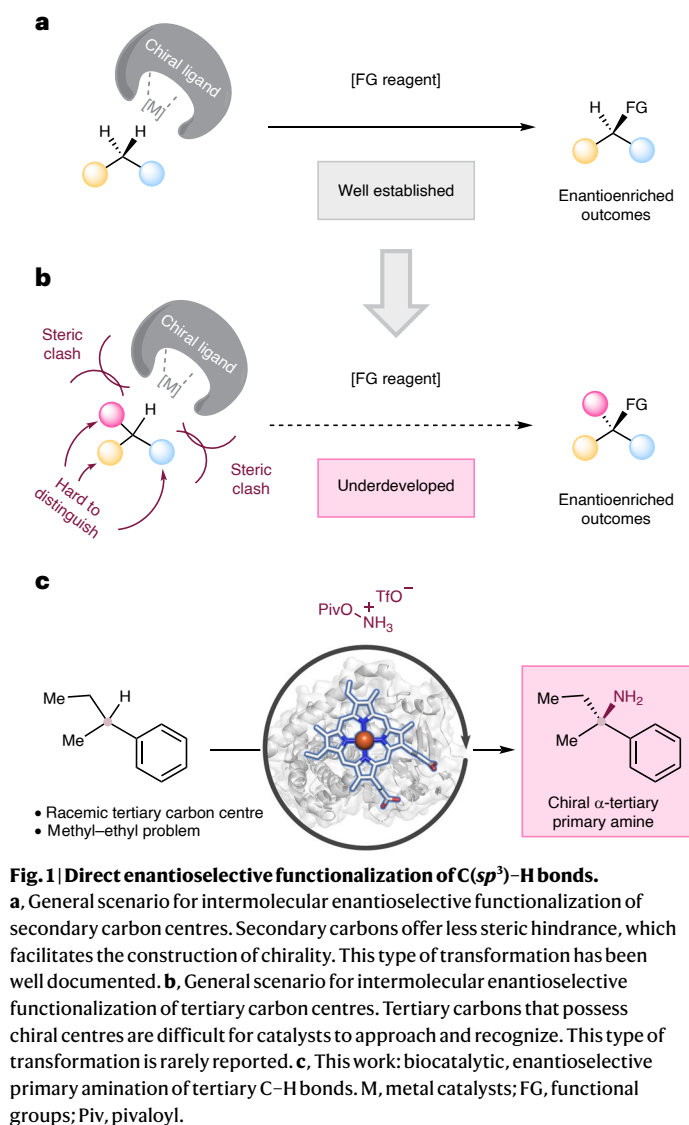 a
Chiral ligand
[M]
H H
[FG reagent]
Well established
H FG
Enantioenriched
outcomes
b
Steric
clash
Chiral ligand
[M]
H
Hard to
distinguish
Steric
clash
[FG reagent]
Underdeveloped
FG
Enantioenriched
outcomes
c
PivO NH₃ + TfO⁻
Me H
Me
• Racemic tertiary carbon centre
• Methyl–ethyl problem
Me NH₂
Me
Chiral α-tertiary
primary amine
Fig. 1 | Direct enantioselective functionalization of C(sp³)–H bonds.
a, General scenario for intermolecular enantioselective functionalization of
secondary carbon centres. Secondary carbons offer less steric hindrance, which
facilitates the construction of chirality. This type of transformation has been
well documented. b, General scenario for intermolecular enantioselective
functionalization of tertiary carbon centres. Tertiary carbons that possess
chiral centres are difficult for catalysts to approach and recognize. This type of
transformation is rarely reported. c, This work: biocatalytic, enantioselective
primary amination of tertiary C–H bonds. M, metal catalysts; FG, functional
groups; Piv, pivaloyl.